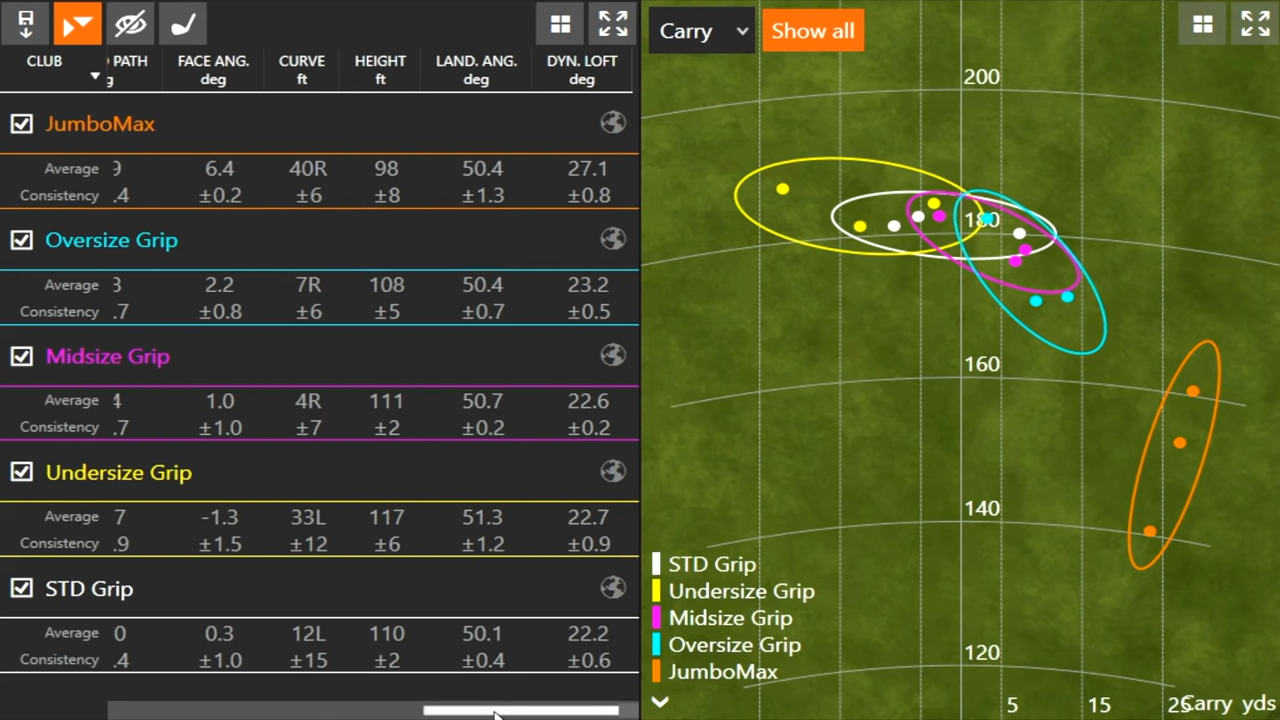 CLUB PATH FACE ANG. CURVE HEIGHT LAND. ANG. DYN. LOFT
deg ft ft deg deg
JumboMax
Average 6.4 40R 98 50.4 27.1
Consistency .4 ±0.2 ±6 ±8 ±1.3 ±0.8
Oversize Grip
Average 2.2 7R 108 50.4 23.2
Consistency .7 ±0.8 ±6 ±5 ±0.7 ±0.5
Midsize Grip
Average 1.0 4R 111 50.7 22.6
Consistency .7 ±1.0 ±7 ±2 ±0.2 ±0.2
Undersize Grip
Average 7 -1.3 33L 117 51.3 22.7
Consistency .9 ±1.5 ±12 ±6 ±1.2 ±0.9
STD Grip
Average 0 0.3 12L 110 50.1 22.2
Consistency .4 ±1.0 ±15 ±2 ±0.4 ±0.6
Carry Show all
200
180
160
140
120
STD Grip
Undersize Grip
Midsize Grip
Oversize Grip
JumboMax
5 15 25 Carry yds